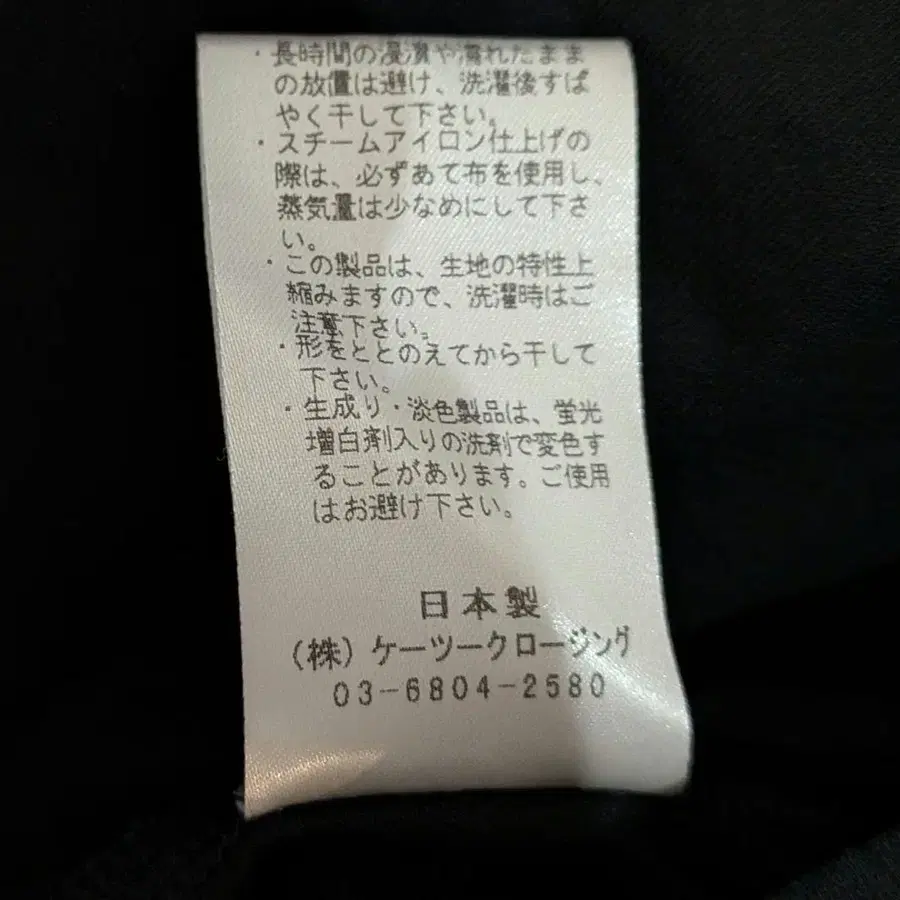 ・長時間の浸漬や濡れたまま
の放置は避け、洗濯後すば
やく干して下さい。
・スチームアイロン仕上げの
際は、必ずあて布を使用し、
蒸気量は少なめにして下さ
い。
・この製品は、生地の特性上
縮みますので、洗濯時はご
注意下さい。
・形をととのえてから干して
下さい。
・生成り・淡色製品は、蛍光
増白剤入りの洗剤で変色す
ることがあります。ご使用
はお避け下さい。
日本製
(株)ケーツークロージング
03-6804-2580